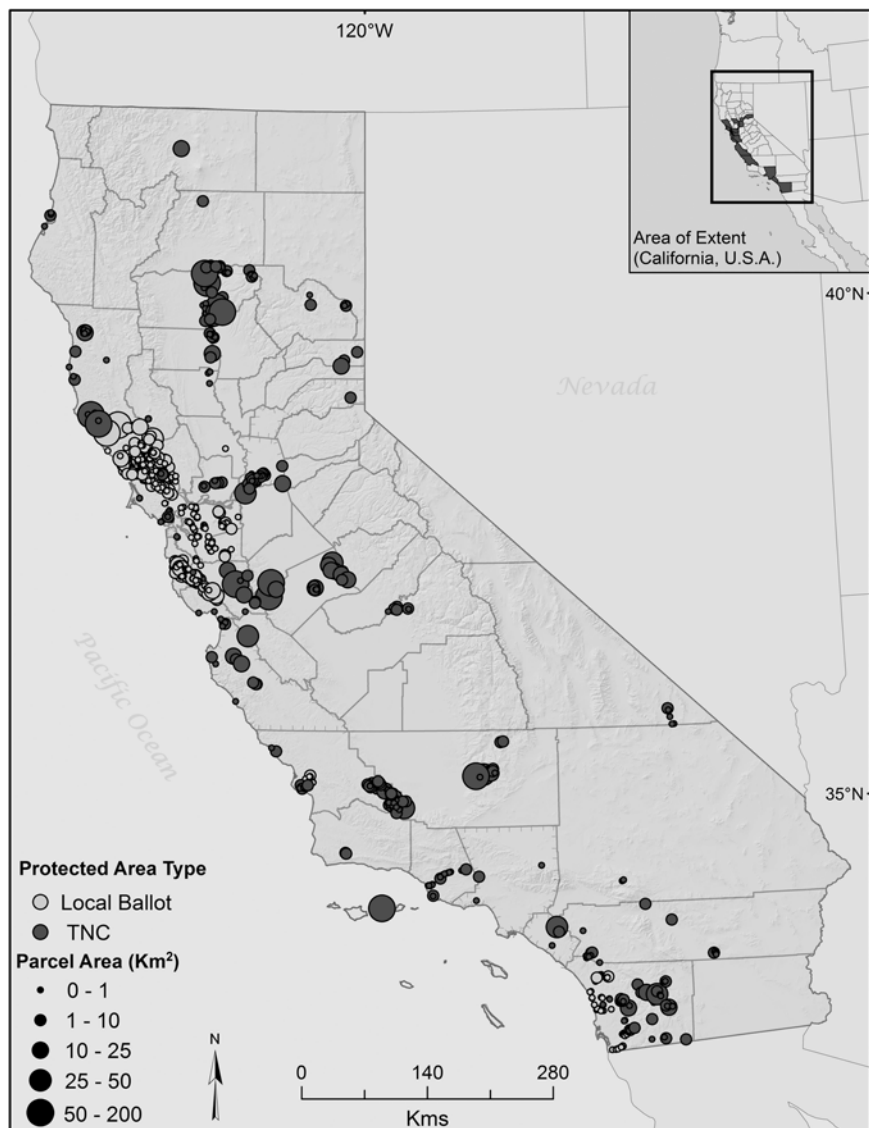 120°W
Area of Extent
(California, U.S.A.)
40°N
Nevada
Pacific Ocean
35°N
Protected Area Type
Local Ballot
TNC
Parcel Area (Km²)
0 - 1
1 - 10
10 - 25
25 - 50
50 - 200
N
0 140 280
Kms